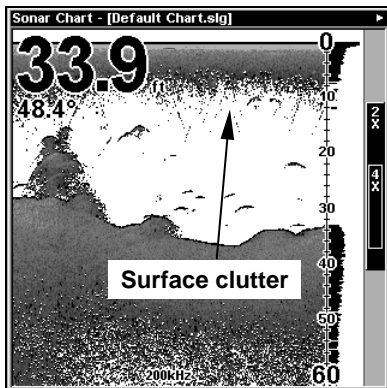 Sonar Chart - [Default Chart.slg]
33.9 ft
48.4°
0
10
20
30
40
50
60
2X
4X
Surface clutter
200kHz